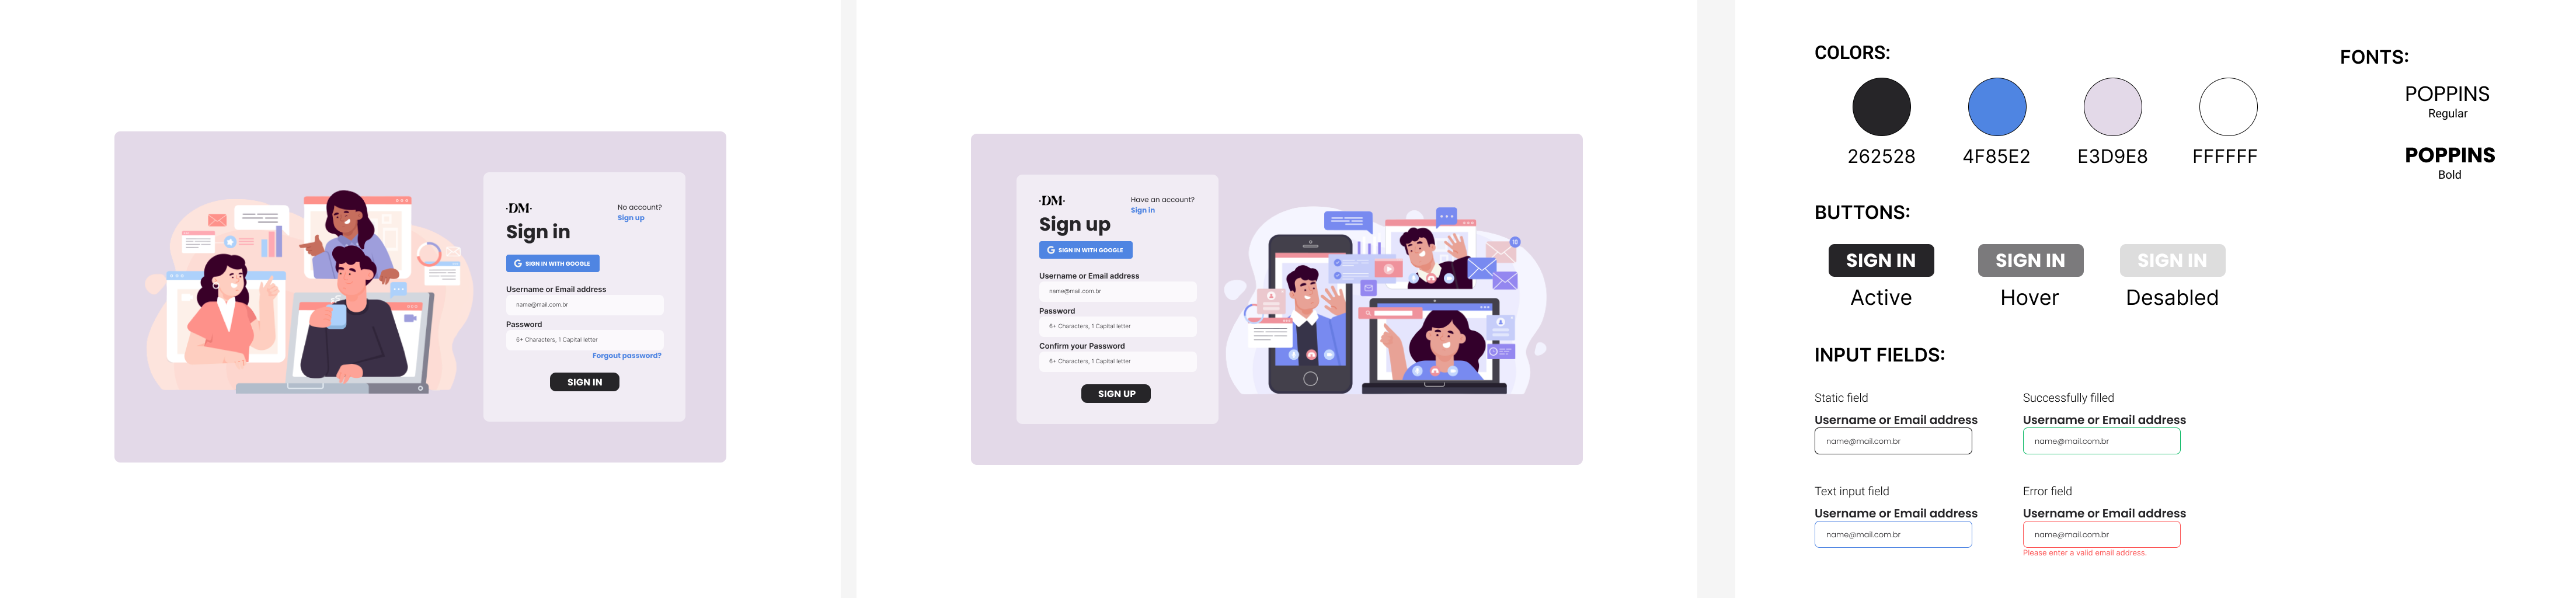 ·DM·
No account?
Sign up
Sign in
G SIGN IN WITH GOOGLE
Username or Email address
name@mail.com.br
Password
6+ Characters, 1 Capital letter
Forgout password?
SIGN IN
·DM·
Have an account?
Sign in
Sign up
G SIGN IN WITH GOOGLE
Username or Email address
name@mail.com.br
Password
6+ Characters, 1 Capital letter
Confirm your Password
6+ Characters, 1 Capital letter
SIGN UP
COLORS:
262528
4F85E2
E3D9E8
FFFFFF
FONTS:
POPPINS
Regular
POPPINS
Bold
BUTTONS:
SIGN IN
Active
SIGN IN
Hover
SIGN IN
Desabled
INPUT FIELDS:
Static field
Username or Email address
name@mail.com.br
Successfully filled
Username or Email address
name@mail.com.br
Text input field
Username or Email address
name@mail.com.br
Error field
Username or Email address
name@mail.com.br
Please enter a valid email address.